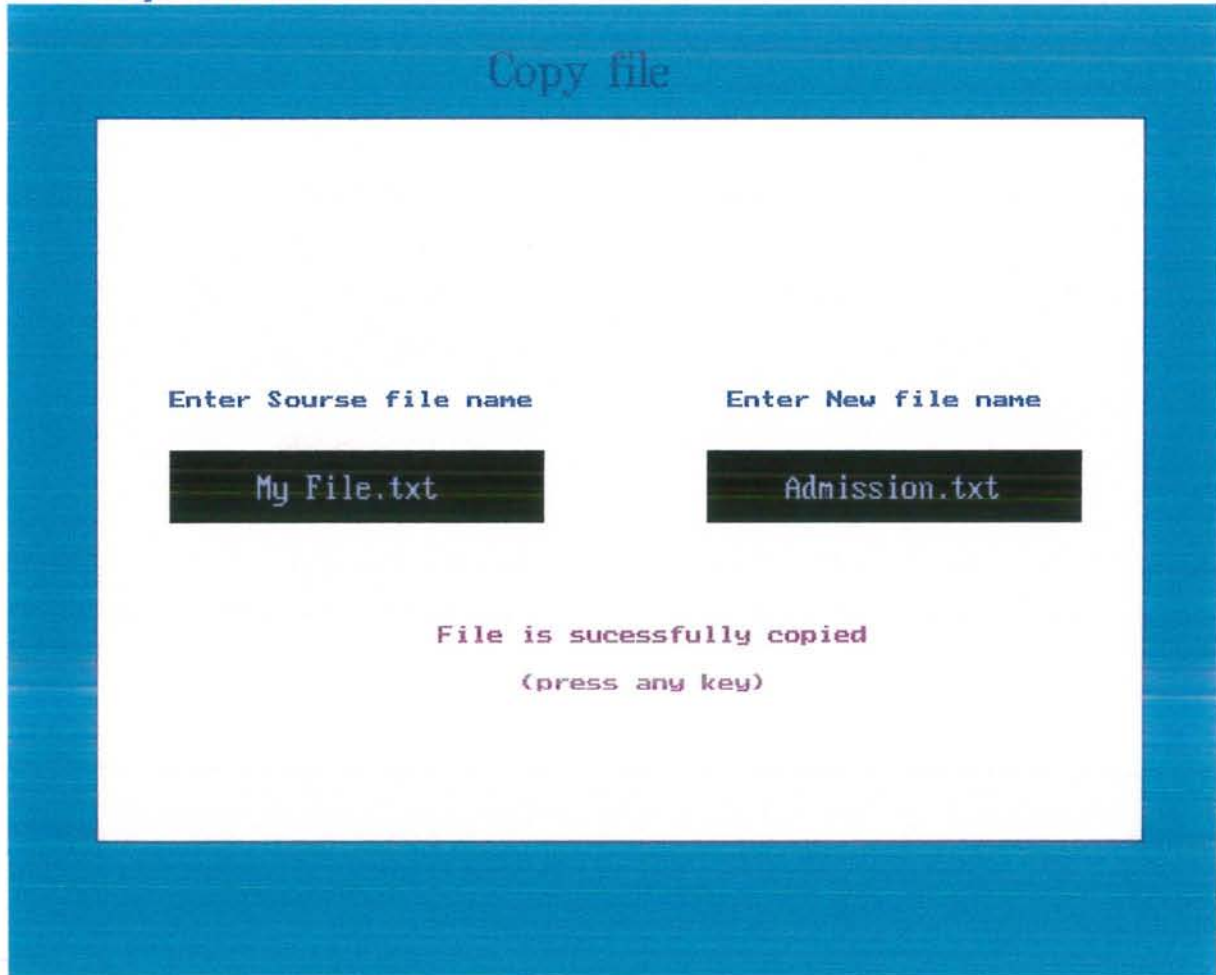 Copy file
Enter Sourse file name
Enter New file name
My File.txt
Admission.txt
File is sucessfully copied
(press any key)